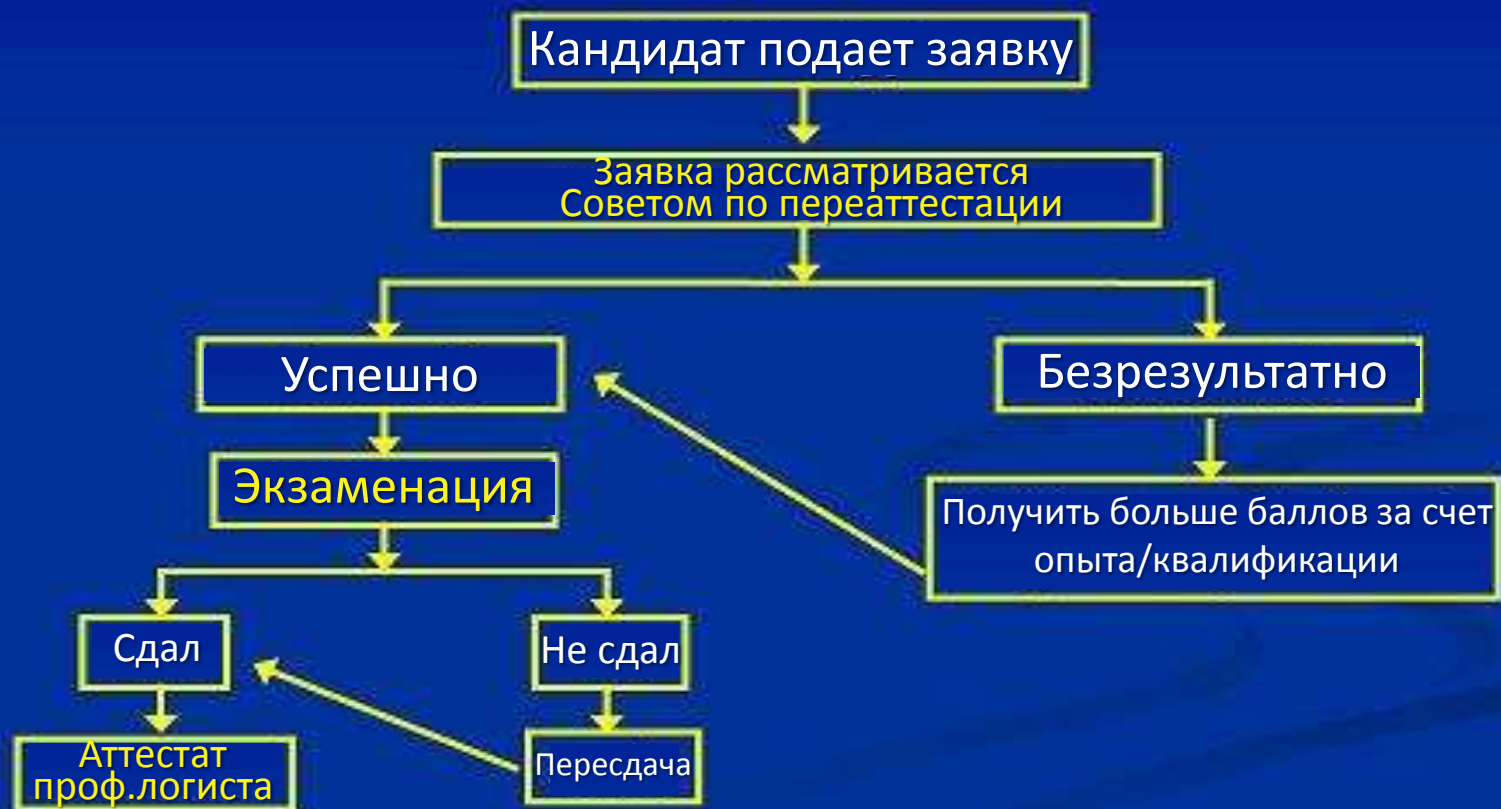 Кандидат подает заявку
Заявка рассматривается
Советом по переаттестации
Успешно
Безрезультатно
Экзаменация
Получить больше баллов за счет
опыта/квалификации
Сдал
Не сдал
Аттестат
проф.логиста
Пересдача